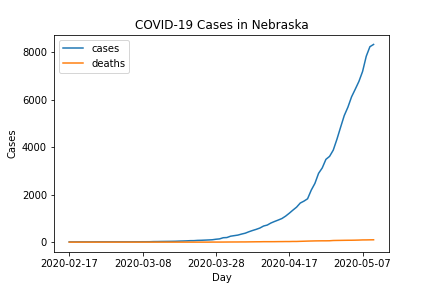 COVID-19 Cases in Nebraska
cases
deaths
8000
6000
4000
2000
0
Cases
2020-02-17 2020-03-08 2020-03-28 2020-04-17 2020-05-07
Day